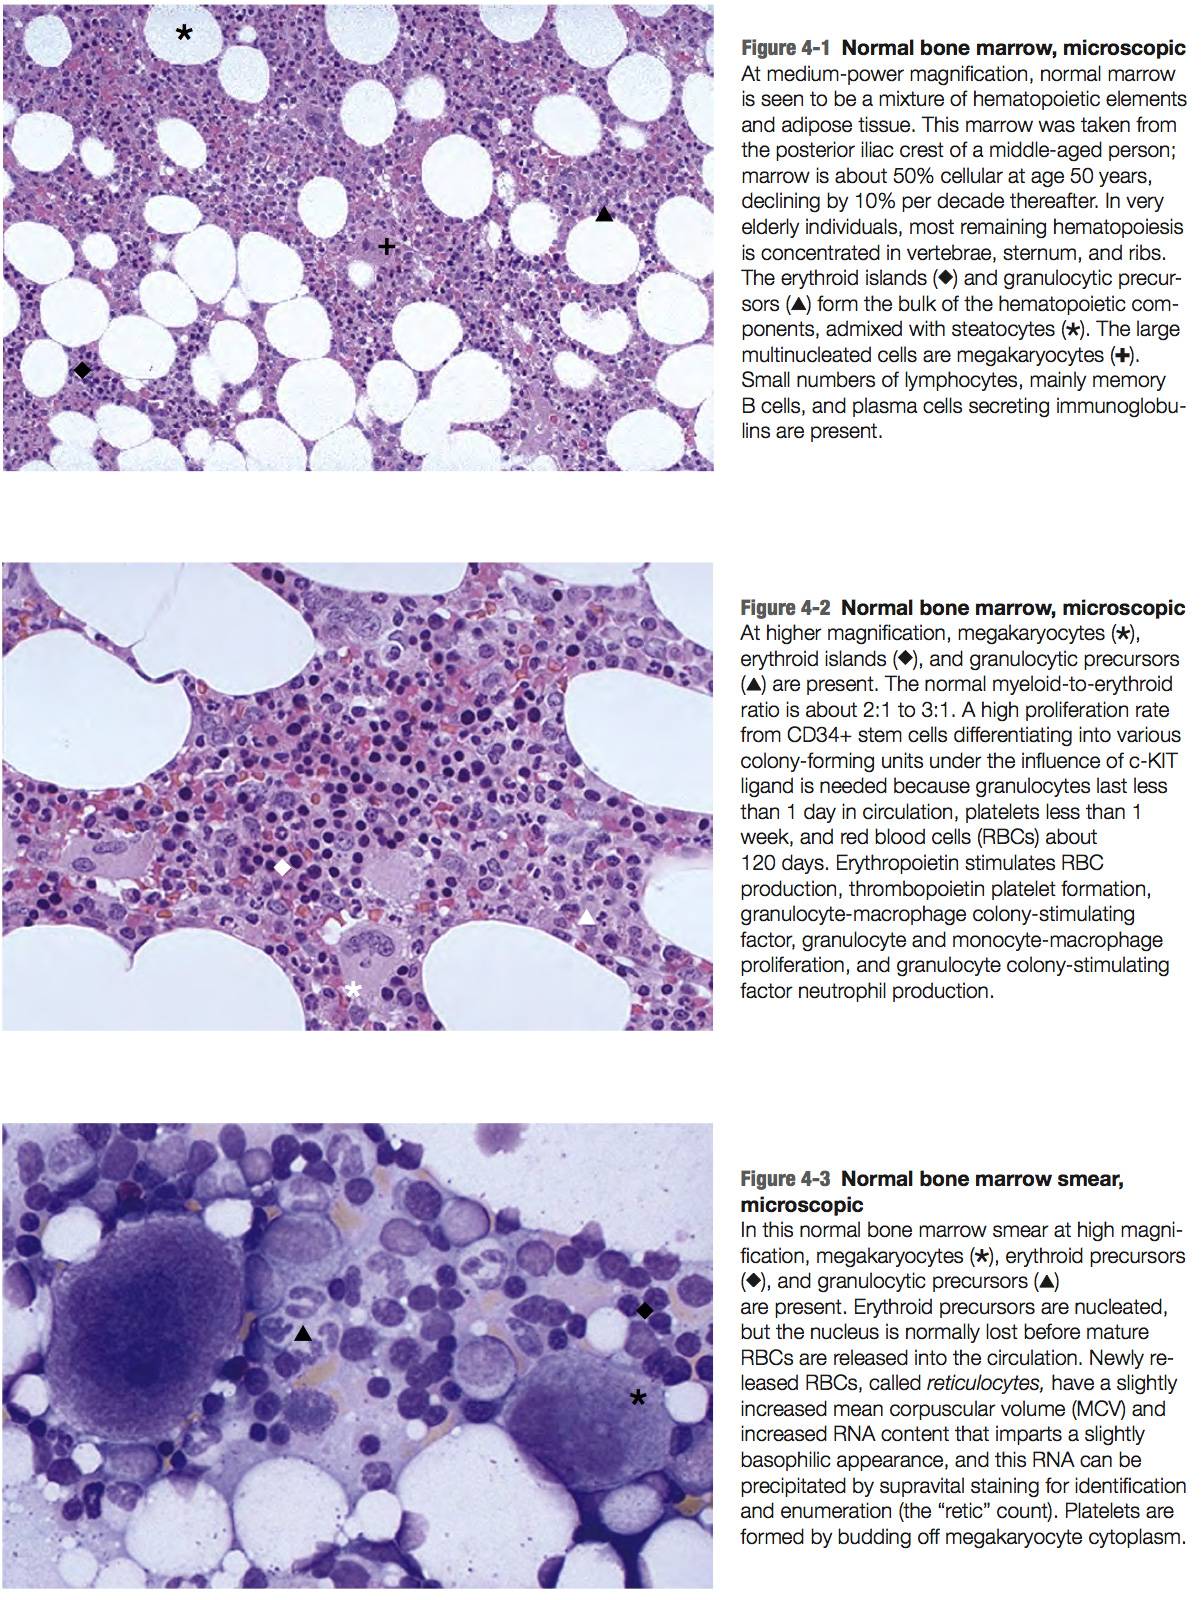 Figure 4-1 Normal bone marrow, microscopic
At medium-power magnification, normal marrow
is seen to be a mixture of hematopoietic elements
and adipose tissue. This marrow was taken from
the posterior iliac crest of a middle-aged person;
marrow is about 50% cellular at age 50 years,
declining by 10% per decade thereafter. In very
elderly individuals, most remaining hematopoiesis
is concentrated in vertebrae, sternum, and ribs.
The erythroid islands (◆) and granulocytic precur-
sors (▲) form the bulk of the hematopoietic com-
ponents, admixed with steatocytes (*). The large
multinucleated cells are megakaryocytes (+).
Small numbers of lymphocytes, mainly memory
B cells, and plasma cells secreting immunoglobu-
lins are present.
Figure 4-2 Normal bone marrow, microscopic
At higher magnification, megakaryocytes (*),
erythroid islands (◆), and granulocytic precursors
(▲) are present. The normal myeloid-to-erythroid
ratio is about 2:1 to 3:1. A high proliferation rate
from CD34+ stem cells differentiating into various
colony-forming units under the influence of c-KIT
ligand is needed because granulocytes last less
than 1 day in circulation, platelets less than 1
week, and red blood cells (RBCs) about
120 days. Erythropoietin stimulates RBC
production, thrombopoietin platelet formation,
granulocyte-macrophage colony-stimulating
factor, granulocyte and monocyte-macrophage
proliferation, and granulocyte colony-stimulating
factor neutrophil production.
Figure 4-3 Normal bone marrow smear,
microscopic
In this normal bone marrow smear at high magni-
fication, megakaryocytes (*), erythroid precursors
(◆), and granulocytic precursors (▲)
are present. Erythroid precursors are nucleated,
but the nucleus is normally lost before mature
RBCs are released into the circulation. Newly re-
leased RBCs, called reticulocytes, have a slightly
increased mean corpuscular volume (MCV) and
increased RNA content that imparts a slightly
basophilic appearance, and this RNA can be
precipitated by supravital staining for identification
and enumeration (the “retic” count). Platelets are
formed by budding off megakaryocyte cytoplasm.